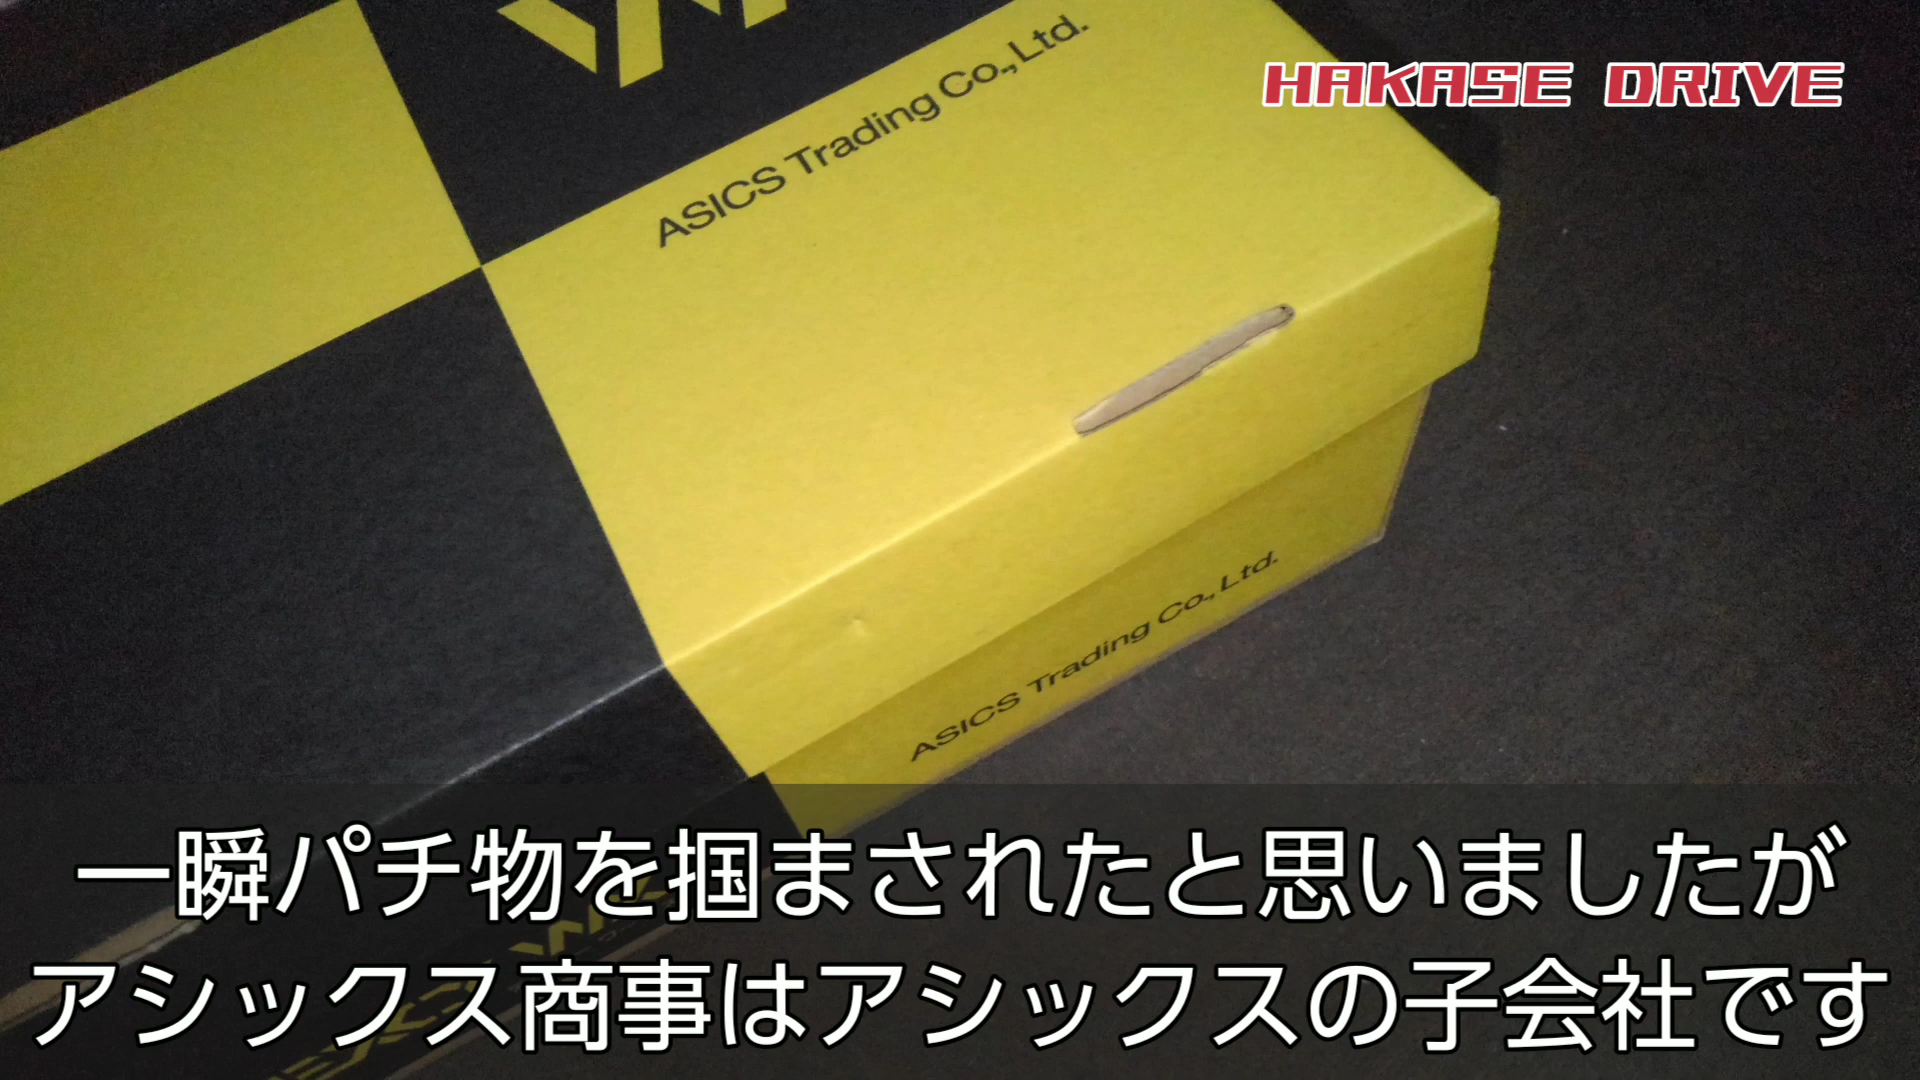 HAKASE DRIVE
ASICS Trading Co., Ltd.
ASICS Trading Co., Ltd.
一瞬パチ物を掴まされたと思いましたが
アシックス商事はアシックスの子会社です